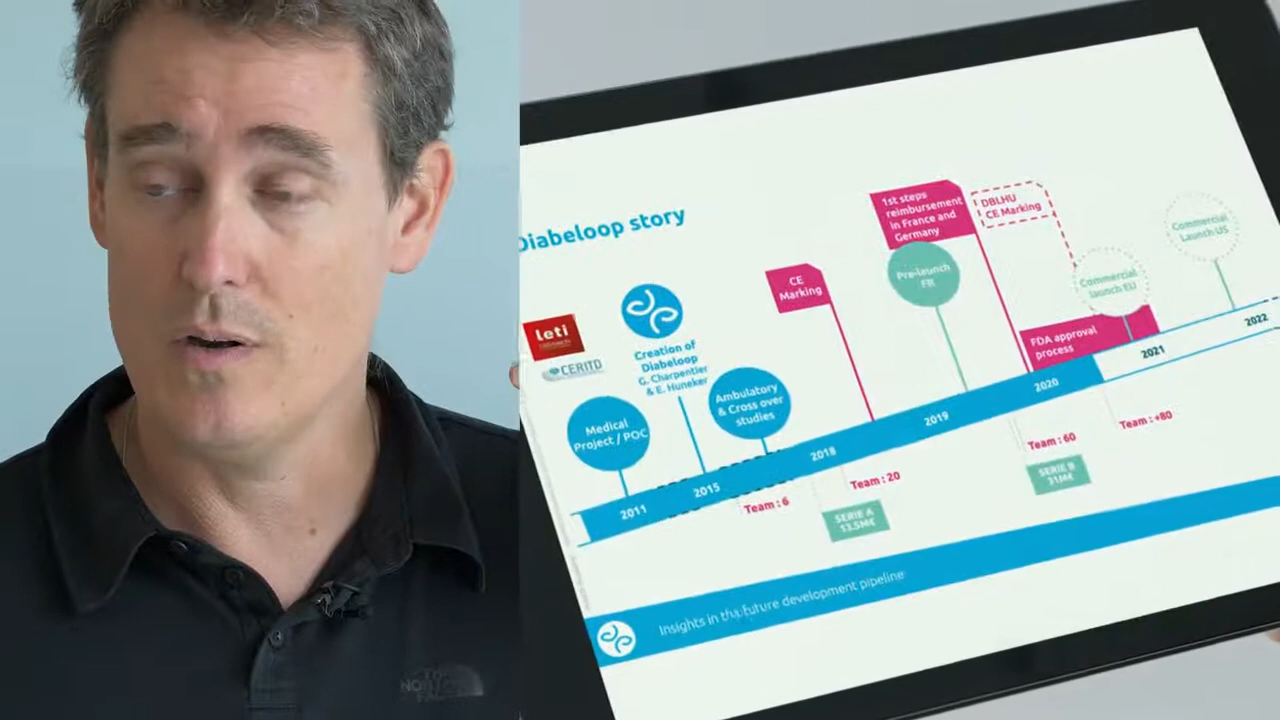 THE
NORTH
FACE
Diabeloop story
leti
CERITD
Creation of
Diabeloop
G. Charpentier
& E. Huneker
Medical
Project / POC
Ambulatory
& Cross over
studies
CE
Marking
1st steps
reimbursement
in France and
Germany
Pre-launch
FR
DBLHU
CE Marking
Commercial
launch EU
Commercial
Launch US
FDA approval
process
2011
2015
2018
2019
2020
2021
2022
Team : 6
Team : 20
SERIE A
13.5M€
Team : 60
SERIE B
31M€
Team : +80
Insights in the future development pipeline